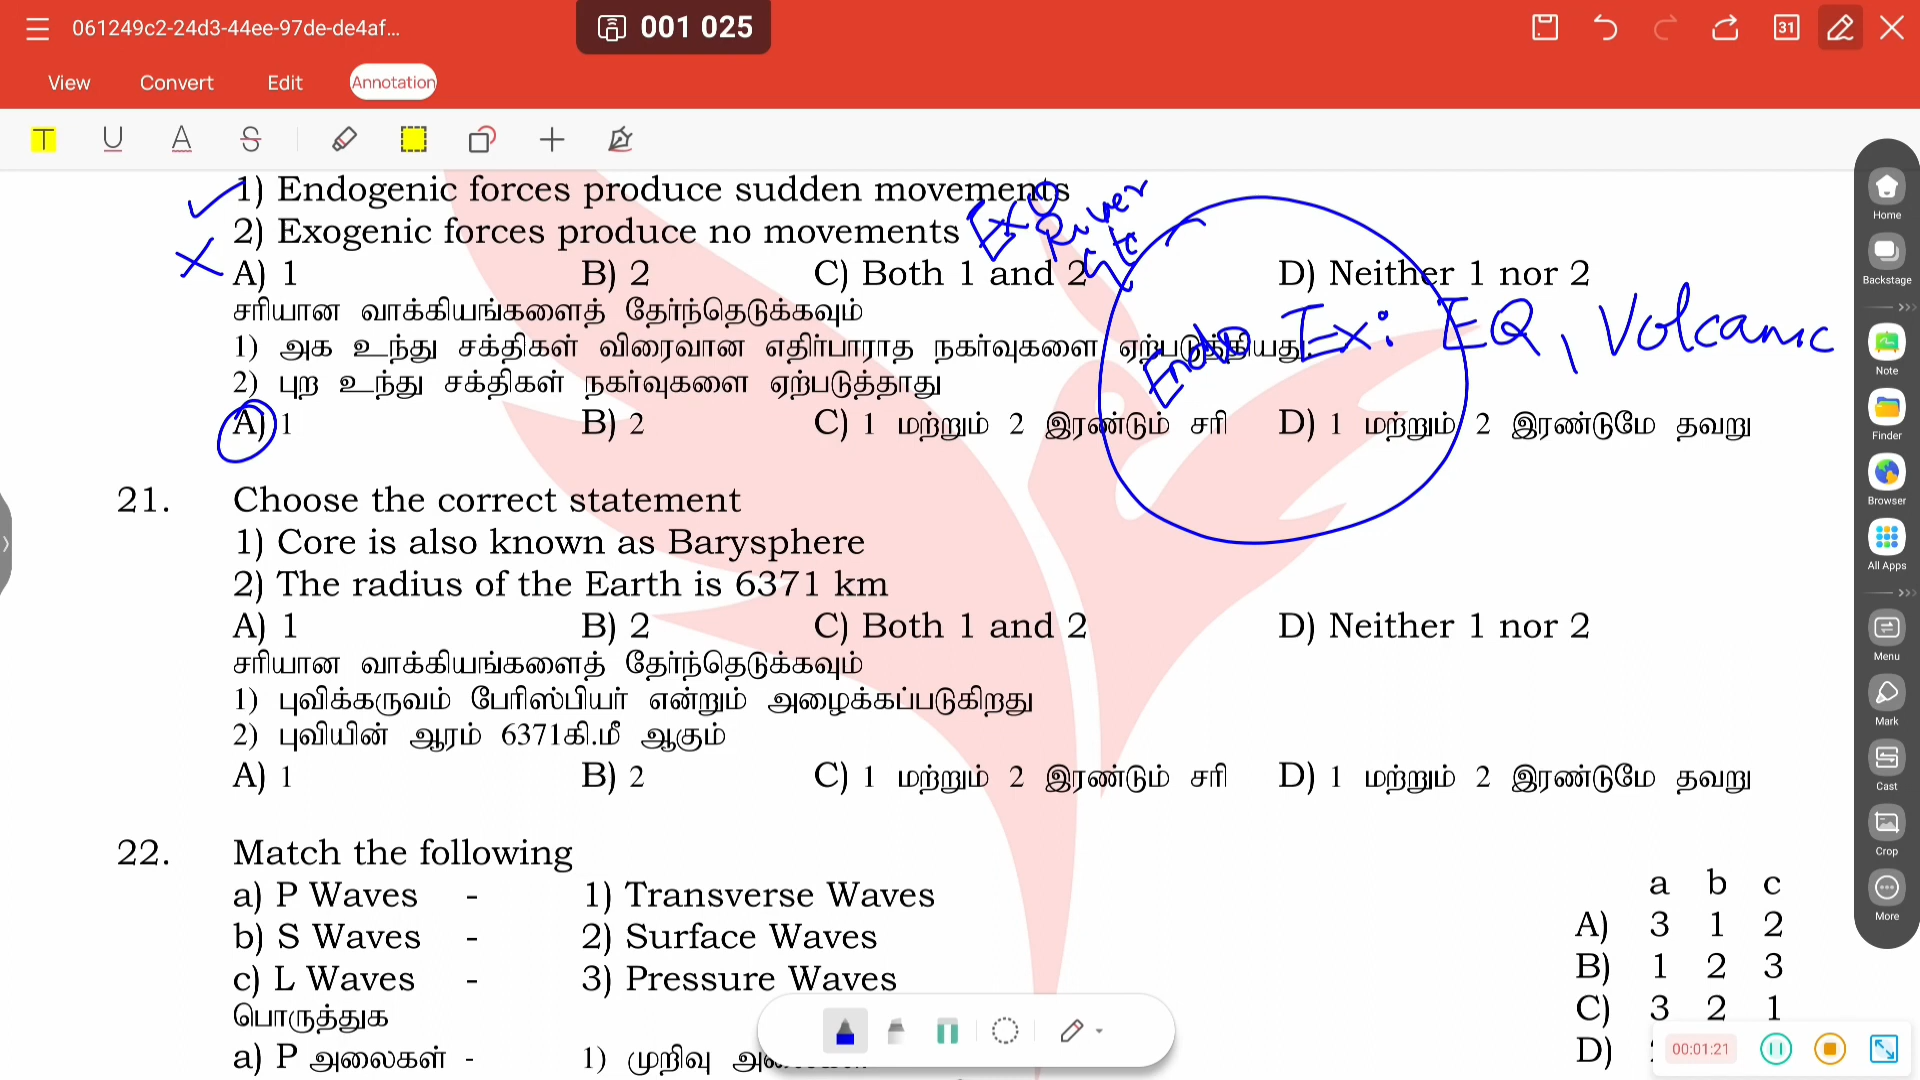 061249c2-24d3-44ee-97de-de4af...
001 025
31
View Convert Edit Annotation
T U A S
1) Endogenic forces produce sudden movements
2) Exogenic forces produce no movements
Exo River
A) 1 B) 2 C) Both 1 and 2 D) Neither 1 nor 2
சரியான வாக்கியங்களைத் தேர்ந்தெடுக்கவும்
Endo Ex: EQ, Volcanic
1) அக உந்து சக்திகள் விரைவான எதிர்பாராத நகர்வுகளை ஏற்படுத்தியது.
2) புற உந்து சக்திகள் நகர்வுகளை ஏற்படுத்தாது
A) 1 B) 2 C) 1 மற்றும் 2 இரண்டும் சரி D) 1 மற்றும் 2 இரண்டுமே தவறு
21. Choose the correct statement
1) Core is also known as Barysphere
2) The radius of the Earth is 6371 km
A) 1 B) 2 C) Both 1 and 2 D) Neither 1 nor 2
சரியான வாக்கியங்களைத் தேர்ந்தெடுக்கவும்
1) புவிக்கருவம் பேரிஸ்பியர் என்றும் அழைக்கப்படுகிறது
2) புவியின் ஆரம் 6371கி.மீ ஆகும்
A) 1 B) 2 C) 1 மற்றும் 2 இரண்டும் சரி D) 1 மற்றும் 2 இரண்டுமே தவறு
22. Match the following
a) P Waves - 1) Transverse Waves
b) S Waves - 2) Surface Waves
c) L Waves - 3) Pressure Waves
பொருத்துக
a) P அலைகள் - 1) முறிவு
a b c
A) 3 1 2
B) 1 2 3
C) 3 2 1
D)
00:01:21
Home
Backstage
Note
Finder
Browser
All Apps
Menu
Mark
Cast
Crop
More